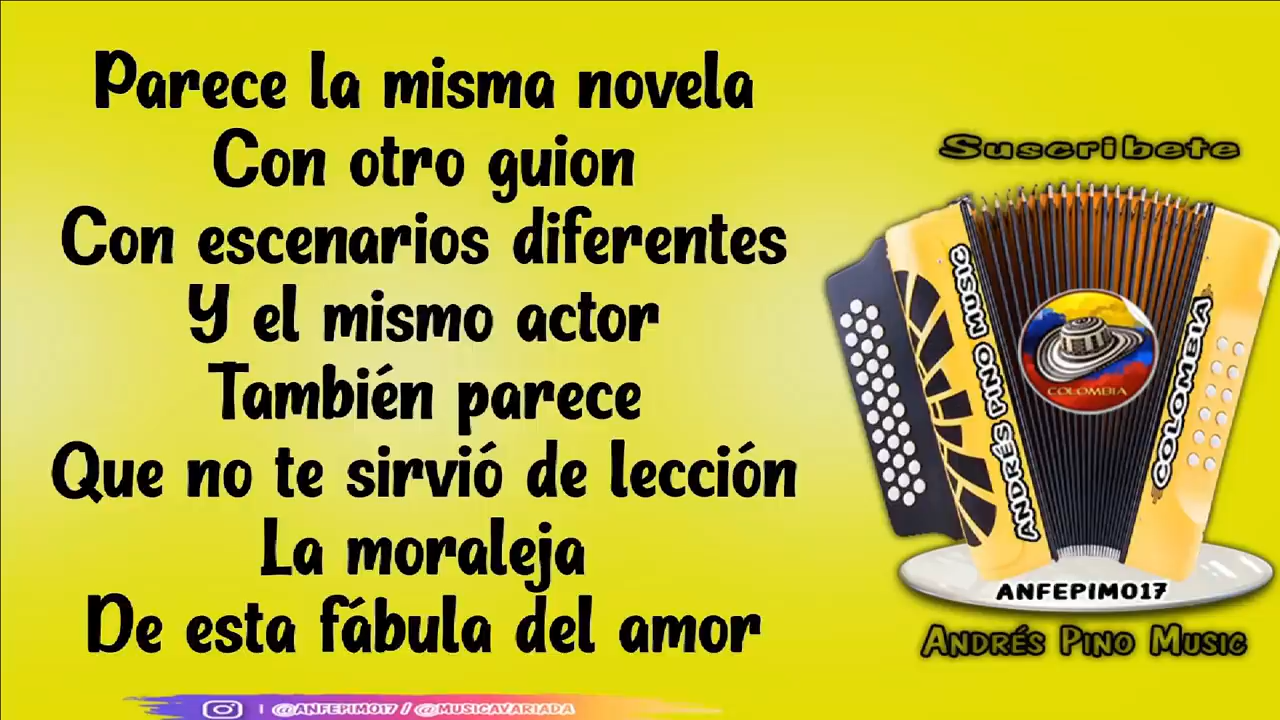 Parece la misma novela
Con otro guion
Con escenarios diferentes
Y el mismo actor
También parece
Que no te sirvió de lección
La moraleja
De esta fábula del amor
Suscribete
ANDRÉS PINO MUSIC
COLOMBIA
COLOMBIA
ANFEPIMO17
ANDRÉS PINO MUSIC
| @ANFEPIMO17 / @MUSICAVARIADA